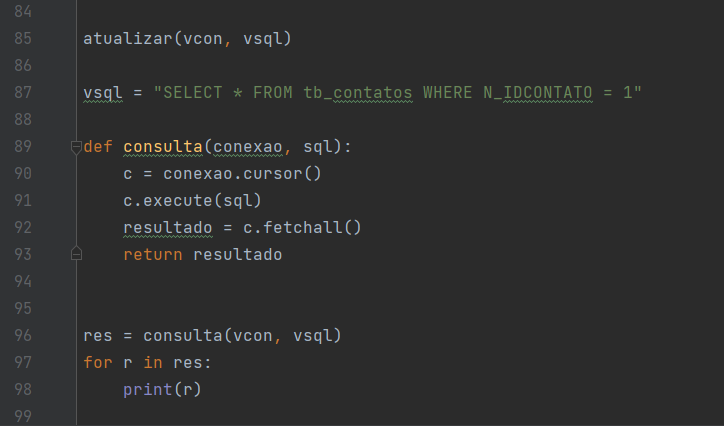 84
85 atualizar(vcon, vsql)
86
87 vsql = "SELECT * FROM tb_contatos WHERE N_IDCONTATO = 1"
88
89 def consulta(conexao, sql):
90     c = conexao.cursor()
91     c.execute(sql)
92     resultado = c.fetchall()
93     return resultado
94
95
96 res = consulta(vcon, vsql)
97 for r in res:
98     print(r)
99